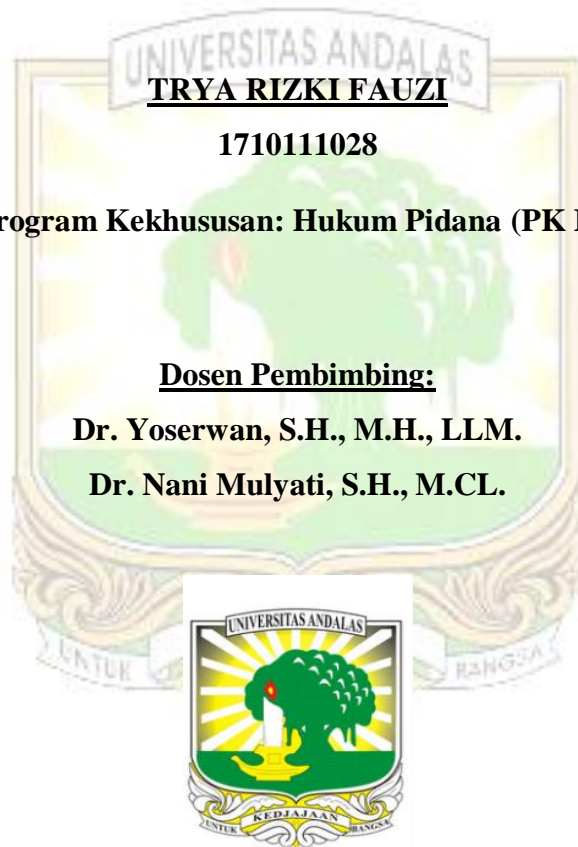 UNIVERSITAS ANDALAS
TRYA RIZKI FAUZI
1710111028
rogram Kekhususan: Hukum Pidana (PK
Dosen Pembimbing:
Dr. Yoserwan, S.H., M.H., LLM.
Dr. Nani Mulyati, S.H., M.CL.
UNTUK BANGSA
UNIVERSITAS ANDALAS
UNTUK KEDJAJAAN BANGSA